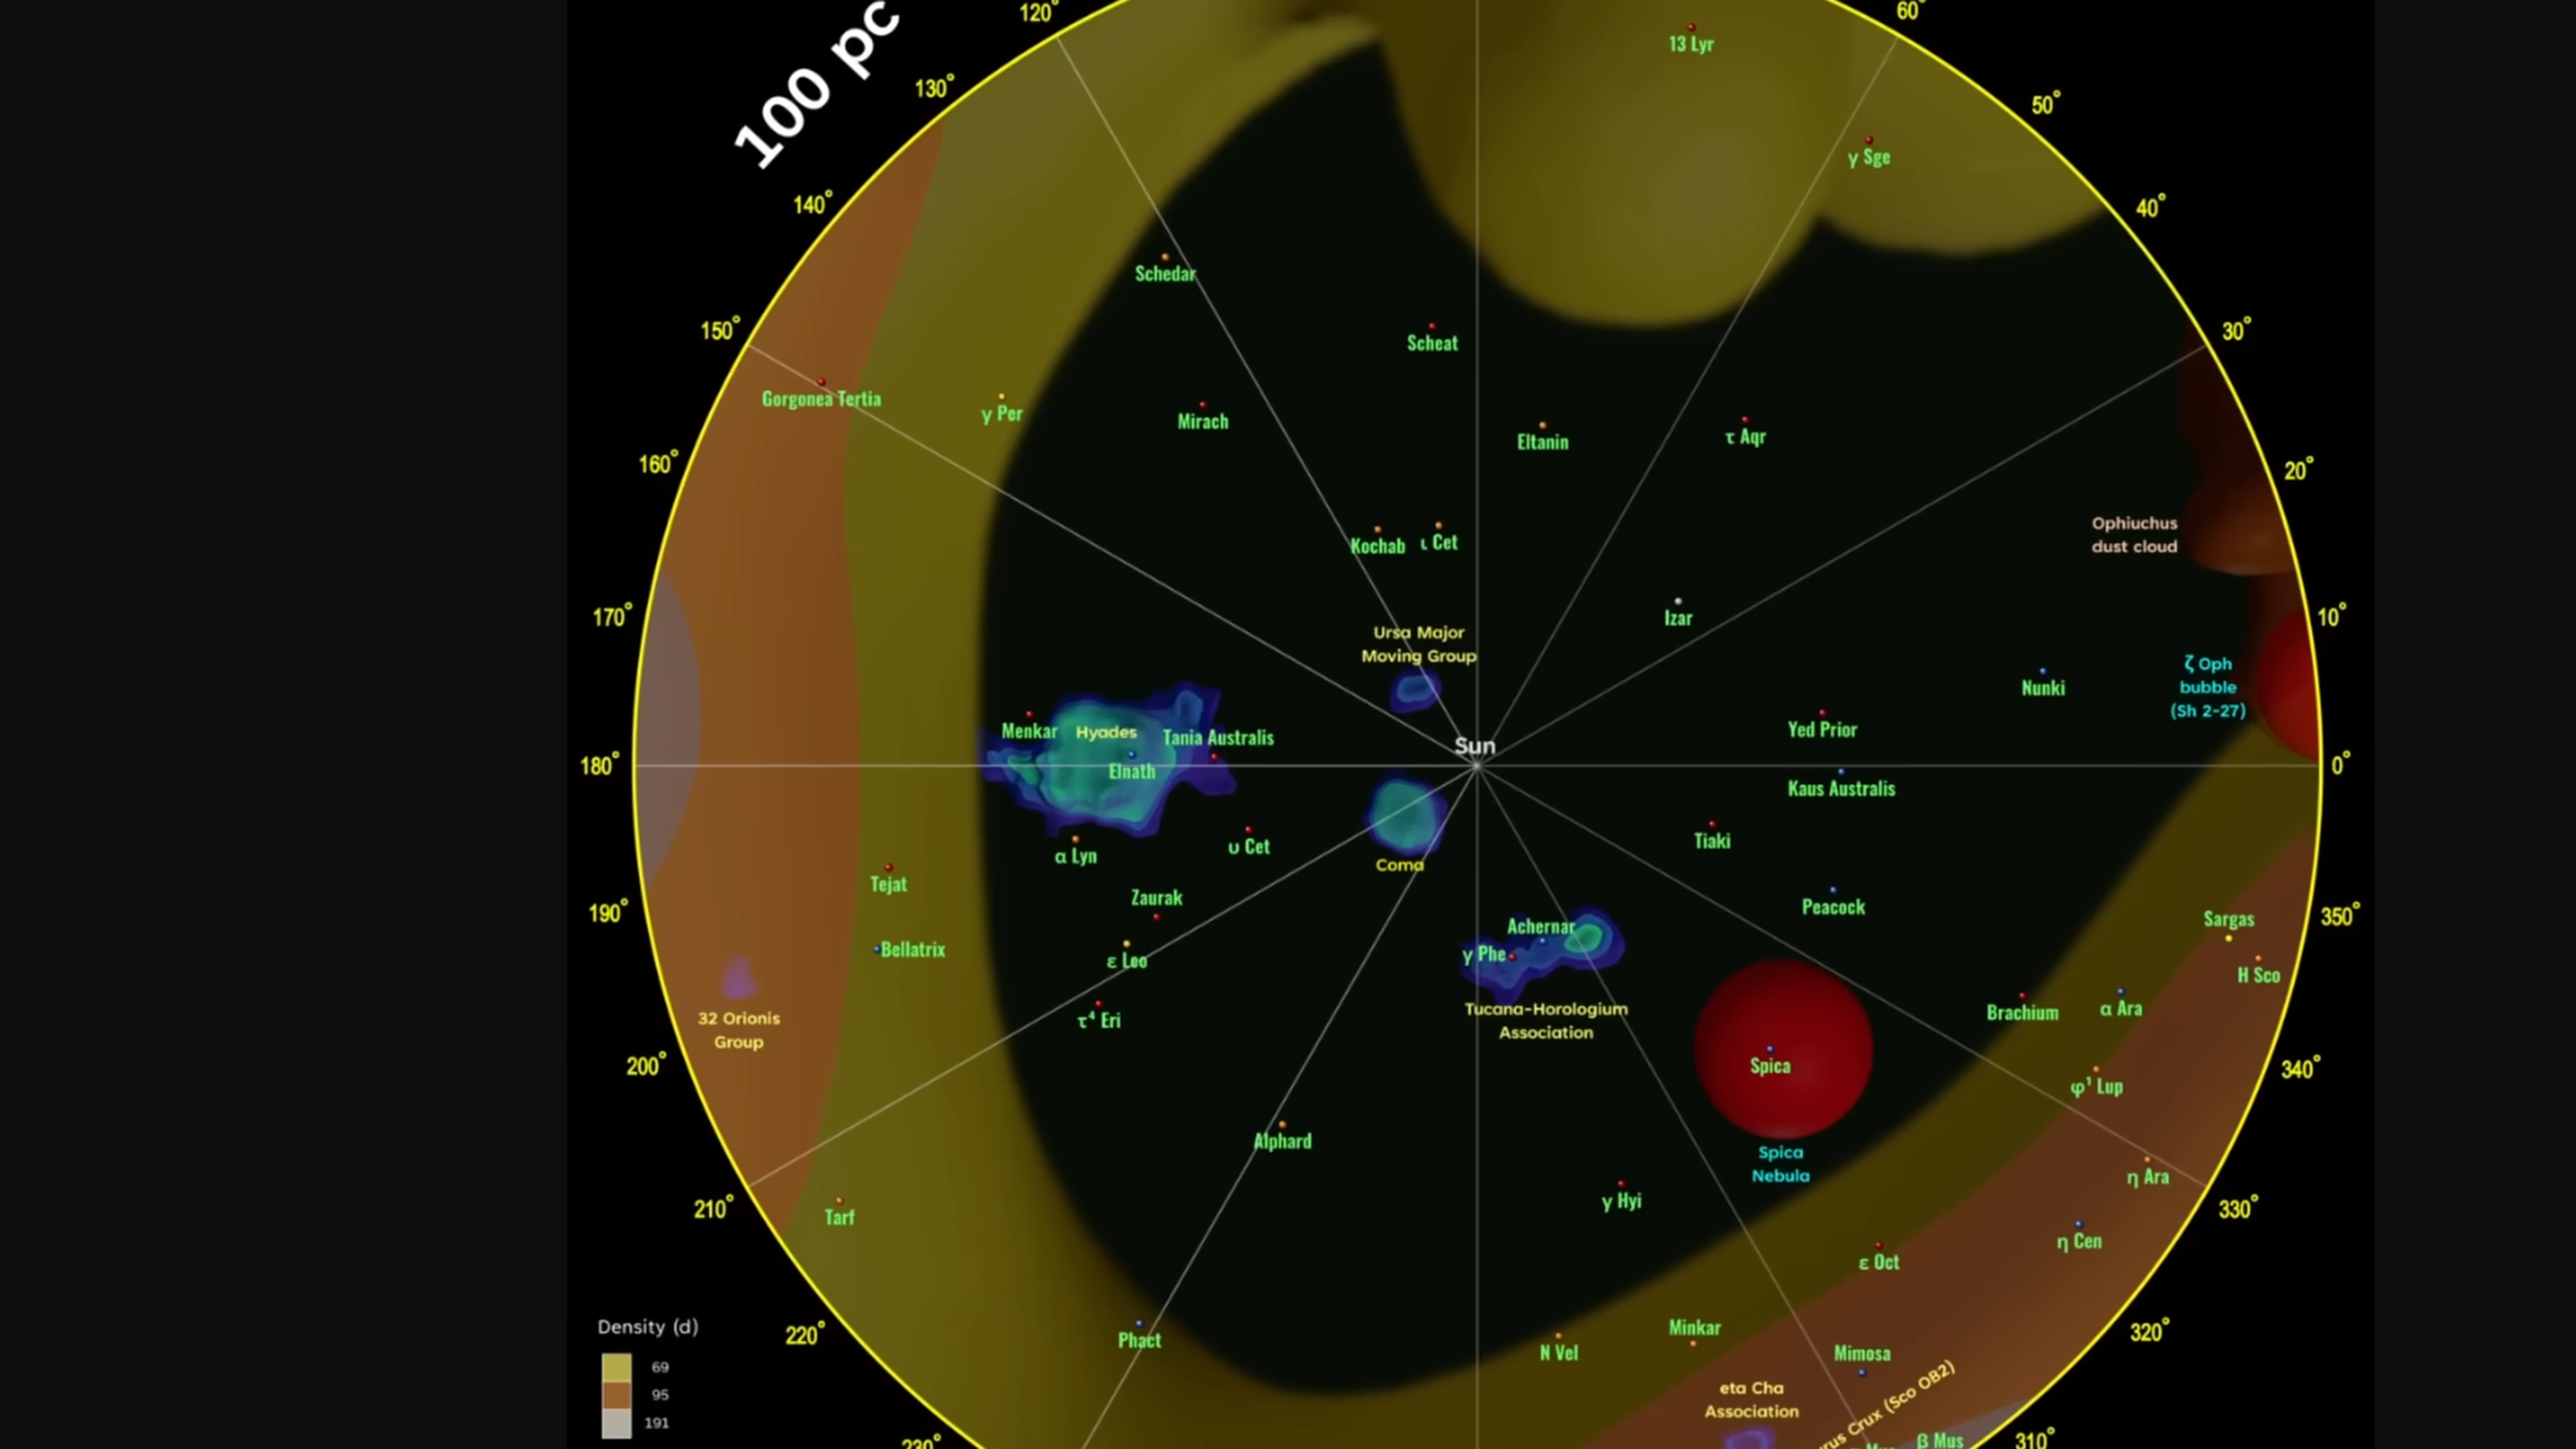 120°
60°
100 pc
13 Lyr
130°
50°
γ Sge
140°
40°
Schedar
150°
30°
Scheat
Gorgonea Tertia
γ Per
Mirach
Eltanin
τ Aqr
160°
20°
Ophiuchus
dust cloud
Kochab
ι Cet
170°
Izar
10°
Ursa Major
Moving Group
ζ Oph
bubble
(Sh 2-27)
Nunki
Menkar
Hyades
Tania Australis
Yed Prior
Sun
180°
Elnath
0°
Kaus Australis
α Lyn
υ Cet
Coma
Tiaki
Tejat
Zaurak
Peacock
190°
350°
Sargas
Achernar
Bellatrix
ε Leo
γ Phe
H Sco
32 Orionis
Group
τ⁴ Eri
Tucana-Horologium
Association
Brachium
α Ara
200°
Spica
φ¹ Lup
340°
Alphard
Spica
Nebula
η Ara
210°
Tarf
γ Hyi
330°
η Cen
ε Oct
Density (d)
220°
Phact
Minkar
320°
N Vel
Mimosa
69
95
191
eta Cha
Association
Crux (Sco OB2)
230°
β Mus
310°